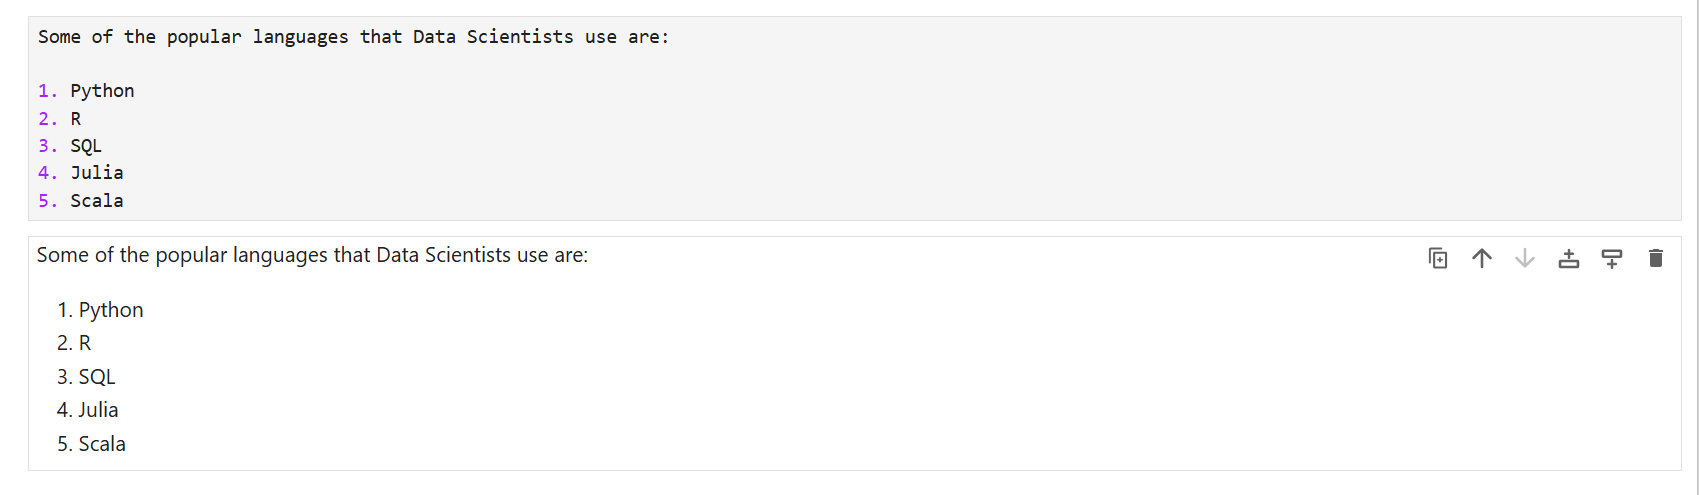 Some of the popular languages that Data Scientists use are:
1. Python
2. R
3. SQL
4. Julia
5. Scala
Some of the popular languages that Data Scientists use are:
1. Python
2. R
3. SQL
4. Julia
5. Scala